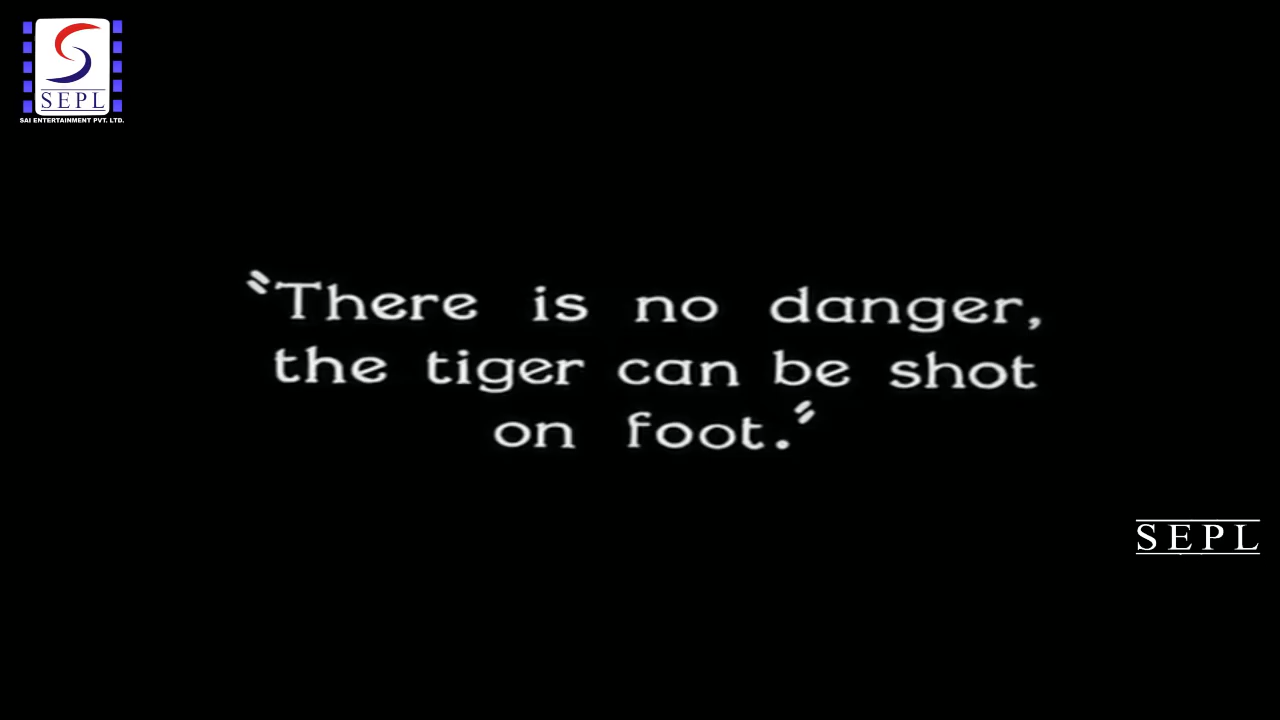 SEPL
SAI ENTERTAINMENT PVT. LTD.
"There is no danger,
the tiger can be shot
on foot."
SEPL